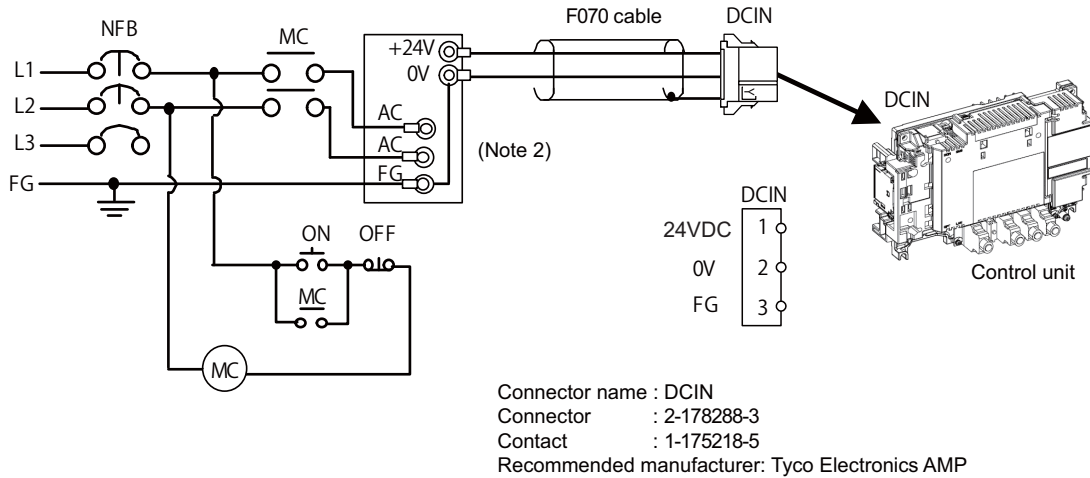 F070 cable
DCIN
NFB
MC
+24V
0V
L1
L2
L3
FG
AC
AC
FG
(Note 2)
DCIN
Control unit
DCIN
24VDC 1
0V 2
FG 3
ON OFF
MC
MC
Connector name : DCIN
Connector : 2-178288-3
Contact : 1-175218-5
Recommended manufacturer: Tyco Electronics AMP